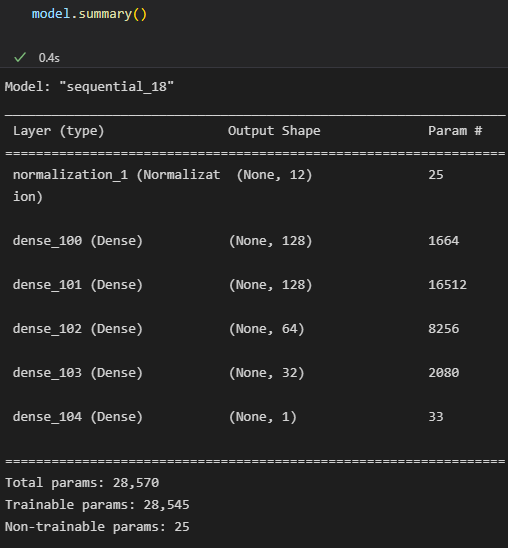 model.summary()
✓ 0.4s
Model: "sequential_18"
_________________________________________________________________
Layer (type) Output Shape Param #
=================================================================
normalization_1 (Normalizat (None, 12) 25
ion)
dense_100 (Dense) (None, 128) 1664
dense_101 (Dense) (None, 128) 16512
dense_102 (Dense) (None, 64) 8256
dense_103 (Dense) (None, 32) 2080
dense_104 (Dense) (None, 1) 33
=================================================================
Total params: 28,570
Trainable params: 28,545
Non-trainable params: 25